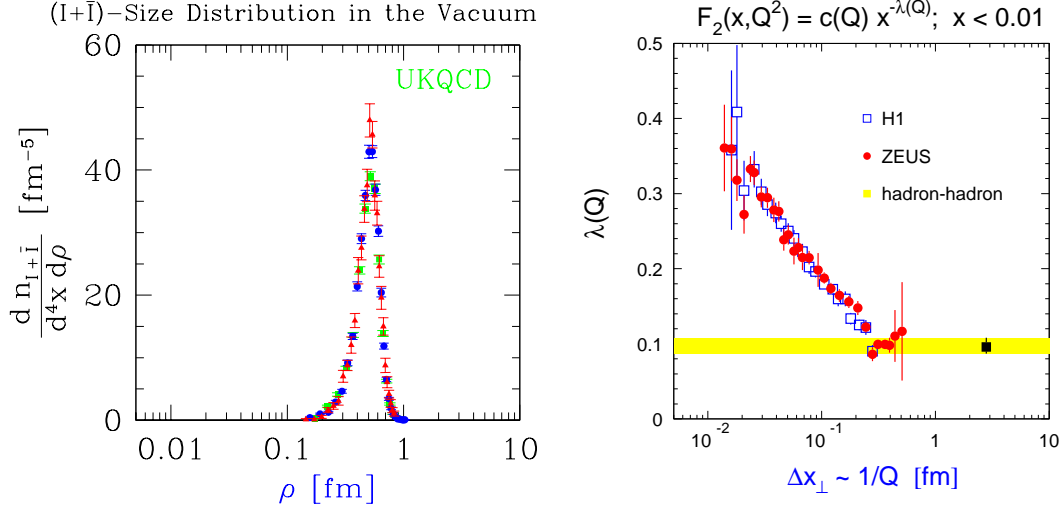 (I+Ī)-Size Distribution in the Vacuum
60
40
20
0
d n_{I+Ī}
d⁴x dρ
[fm⁻⁵]
UKQCD
0.01
0.1
1
10
ρ [fm]
F₂(x,Q²) = c(Q) x^{-λ(Q)}; x < 0.01
0.5
0.4
0.3
0.2
0.1
0
λ(Q)
H1
ZEUS
hadron-hadron
10⁻²
10⁻¹
1
10
Δx⊥ ~ 1/Q [fm]